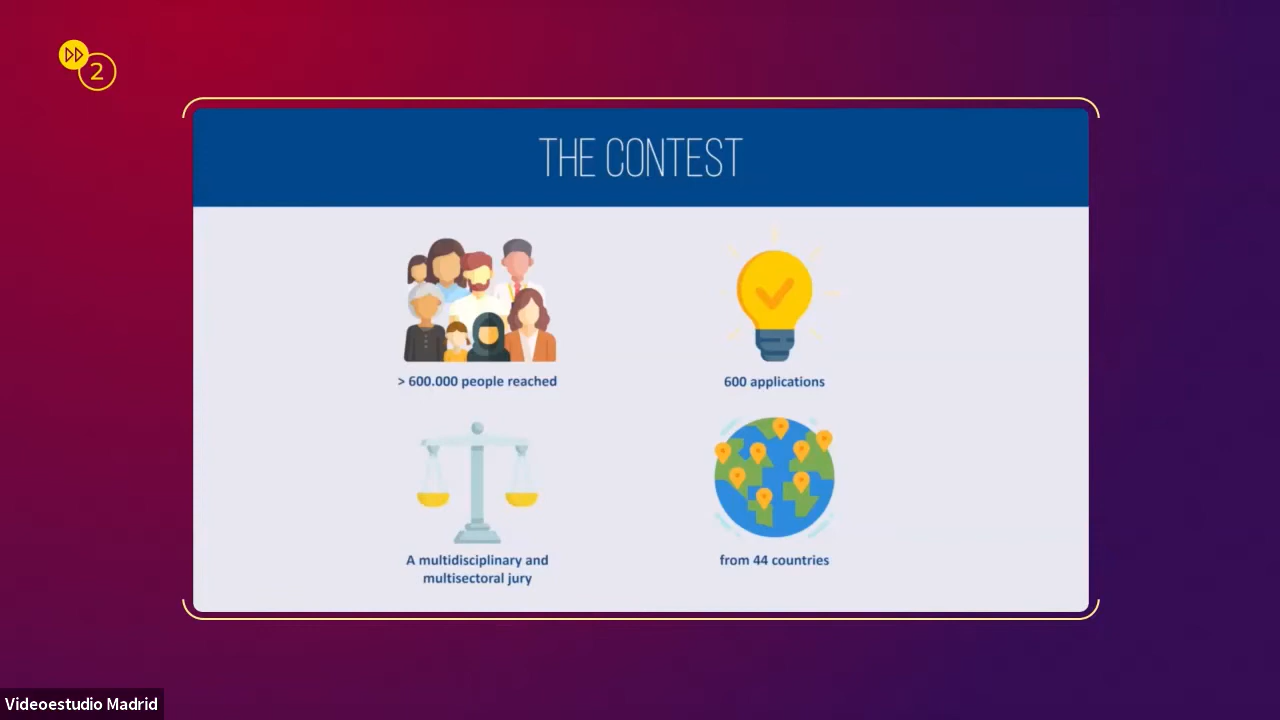 2
THE CONTEST
> 600.000 people reached
600 applications
A multidisciplinary and
multisectoral jury
from 44 countries
Videoestudio Madrid